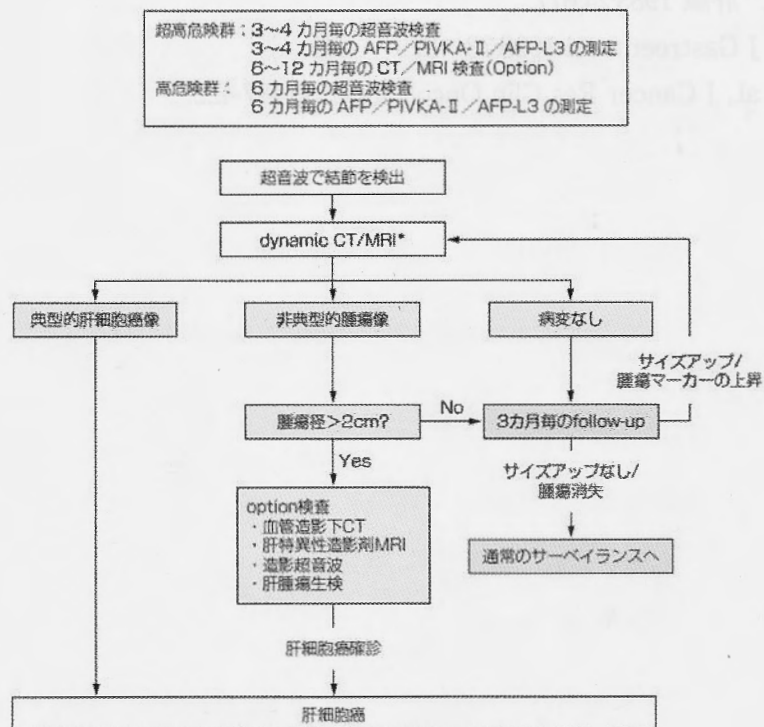 超高危険群：3〜4 カ月毎の超音波検査
3〜4 カ月毎の AFP／PIVKA-Ⅱ／AFP-L3 の測定
6〜12 カ月毎の CT／MRI 検査(Option)
高危険群： 6 カ月毎の超音波検査
6 カ月毎の AFP／PIVKA-Ⅱ／AFP-L3 の測定
超音波で結節を検出
dynamic CT/MRI*
典型的肝細胞癌像
非典型的腫瘍像
病変なし
サイズアップ/
腫瘍マーカーの上昇
腫瘍径>2cm?
No
3カ月毎のfollow-up
Yes
サイズアップなし/
腫瘍消失
option検査
・血管造影下CT
・肝特異性造影剤MRI
・造影超音波
・肝腫瘍生検
通常のサーベイランスへ
肝細胞癌確診
肝細胞癌